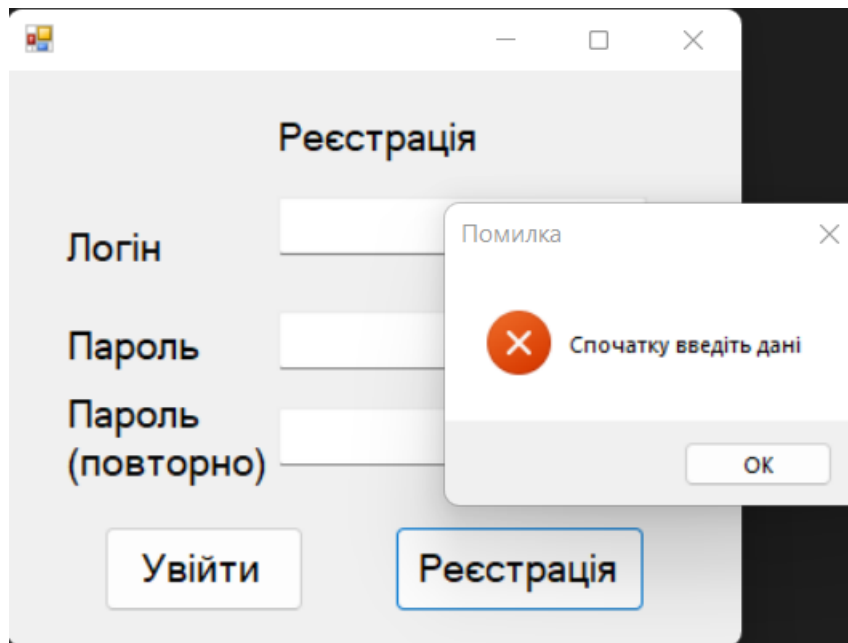 Реєстрація
Логін
Помилка
Спочатку введіть дані
ОК
Пароль
Пароль
(повторно)
Увійти
Реєстрація